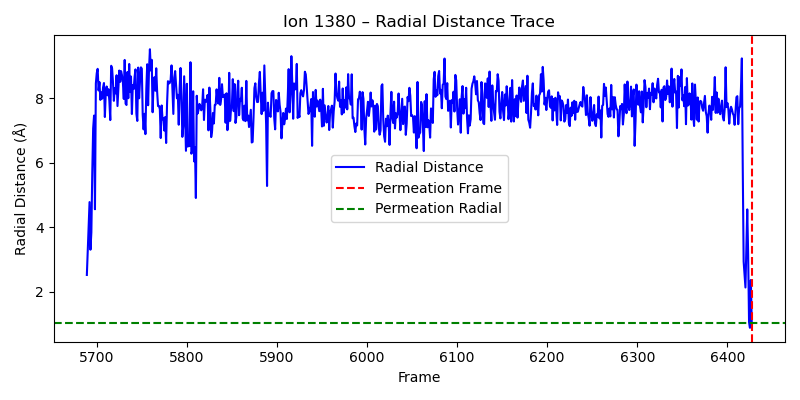 Ion 1380 – Radial Distance Trace
Radial Distance (Å)
8
6
4
2
Radial Distance
Permeation Frame
Permeation Radial
5700 5800 5900 6000 6100 6200 6300 6400
Frame